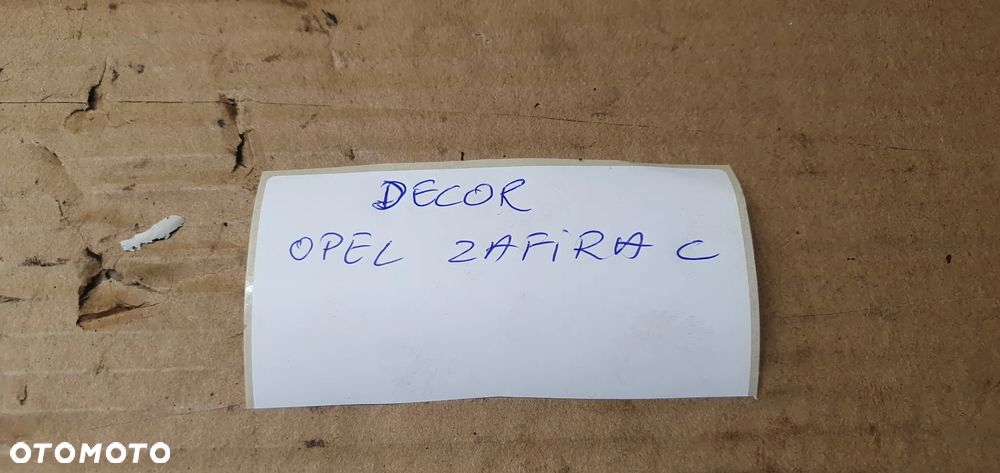 DECOR
OPEL ZAFiRA C
OTOMOTO